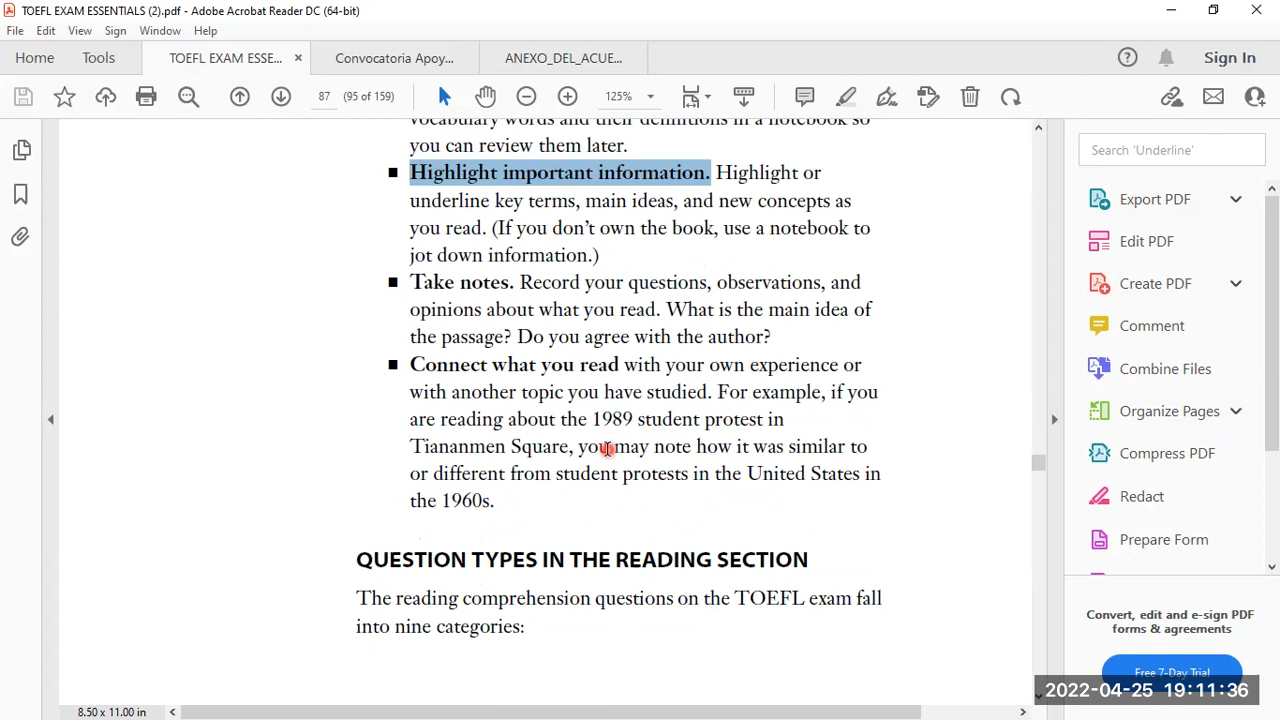 TOEFL EXAM ESSENTIALS (2).pdf - Adobe Acrobat Reader DC (64-bit)
File Edit View Sign Window Help
Home Tools TOEFL EXAM ESSE... Convocatoria Apoy... ANEXO_DEL_ACUE... Sign In
87 (95 of 159) 125%
vocabulary words and their definitions in a notebook so
you can review them later.
■ Highlight important information. Highlight or
underline key terms, main ideas, and new concepts as
you read. (If you don’t own the book, use a notebook to
jot down information.)
■ Take notes. Record your questions, observations, and
opinions about what you read. What is the main idea of
the passage? Do you agree with the author?
■ Connect what you read with your own experience or
with another topic you have studied. For example, if you
are reading about the 1989 student protest in
Tiananmen Square, you may note how it was similar to
or different from student protests in the United States in
the 1960s.
QUESTION TYPES IN THE READING SECTION
The reading comprehension questions on the TOEFL exam fall
into nine categories:
8.50 x 11.00 in
Search 'Underline'
Export PDF
Edit PDF
Create PDF
Comment
Combine Files
Organize Pages
Compress PDF
Redact
Prepare Form
Convert, edit and e-sign PDF
forms & agreements
Free 7-Day Trial
2022-04-25 19:11:36